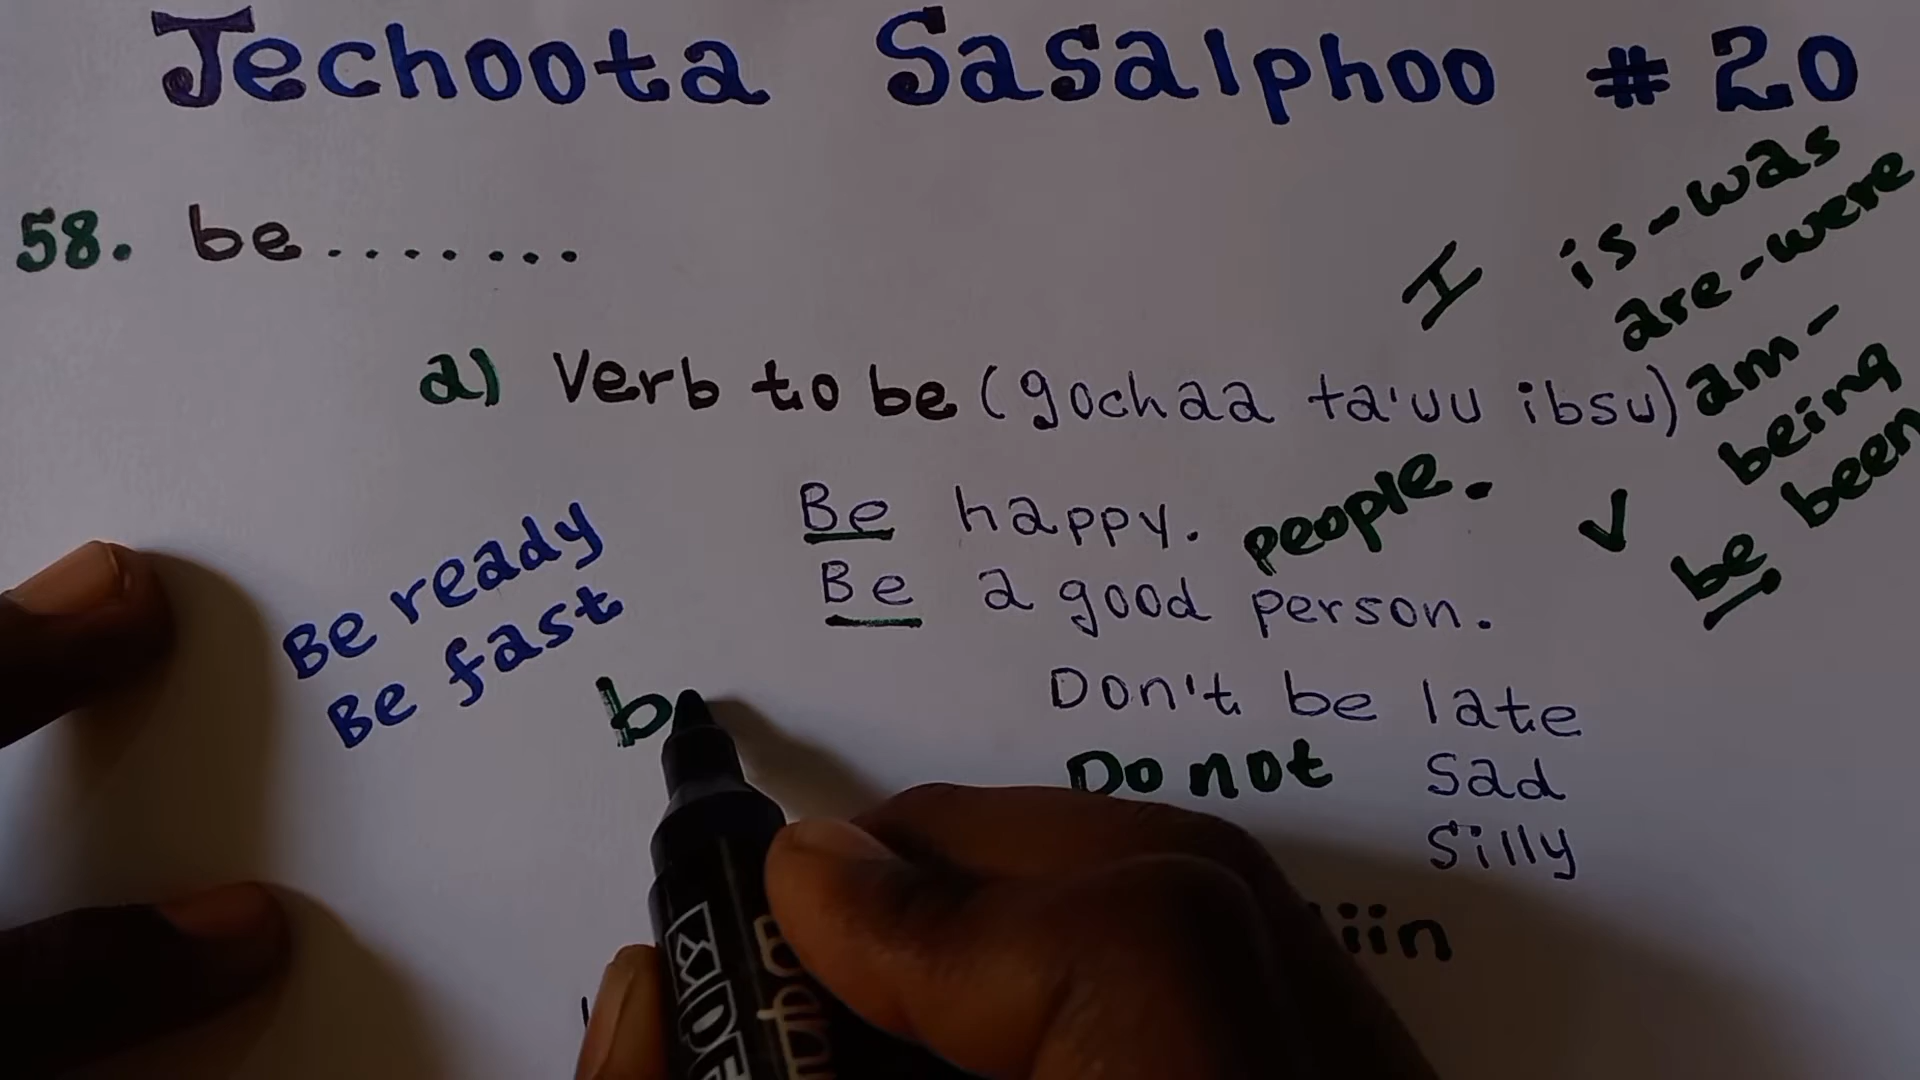 Jechoota Sasalphoo # 20
58. be........
I
is-was
are-were
am-
being
been
be
a) Verb to be (gochaa ta'uu ibsu)
Be happy. people.
Be a good person.
Be ready
Be fast
Don't be late
Do not sad
silly